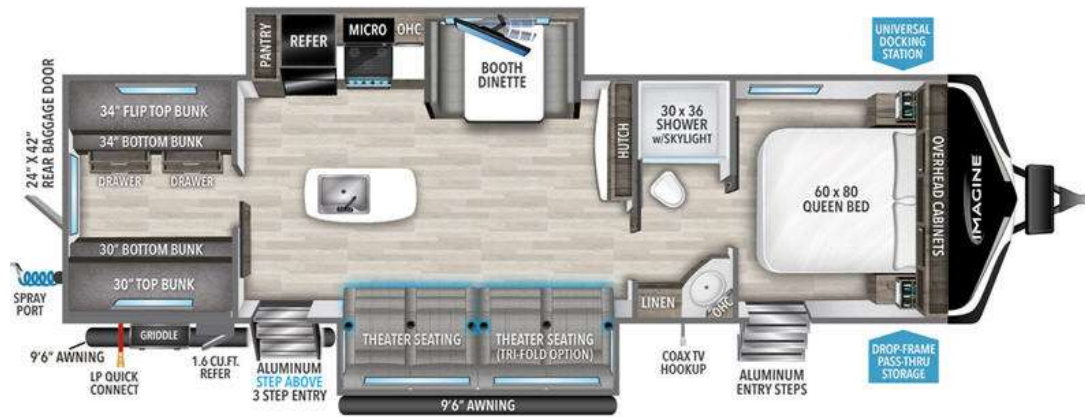 PANTRY
REFER
MICRO
OHC
BOOTH
DINETTE
UNIVERSAL
DOCKING
STATION
24" X 42"
REAR BAGGAGE DOOR
34" FLIP TOP BUNK
34" BOTTOM BUNK
DRAWER
DRAWER
HUTCH
30 x 36
SHOWER
w/SKYLIGHT
60 x 80
QUEEN BED
OVERHEAD CABINETS
IMAGINE
30" BOTTOM BUNK
30" TOP BUNK
SPRAY
PORT
GRIDDLE
9'6" AWNING
LP QUICK
CONNECT
1.6 CU.FT.
REFER
ALUMINUM
STEP ABOVE
3 STEP ENTRY
THEATER SEATING
THEATER SEATING
(TRI-FOLD OPTION)
9'6" AWNING
LINEN
OHC
COAX TV
HOOKUP
ALUMINUM
ENTRY STEPS
DROP-FRAME
PASS-THRU
STORAGE